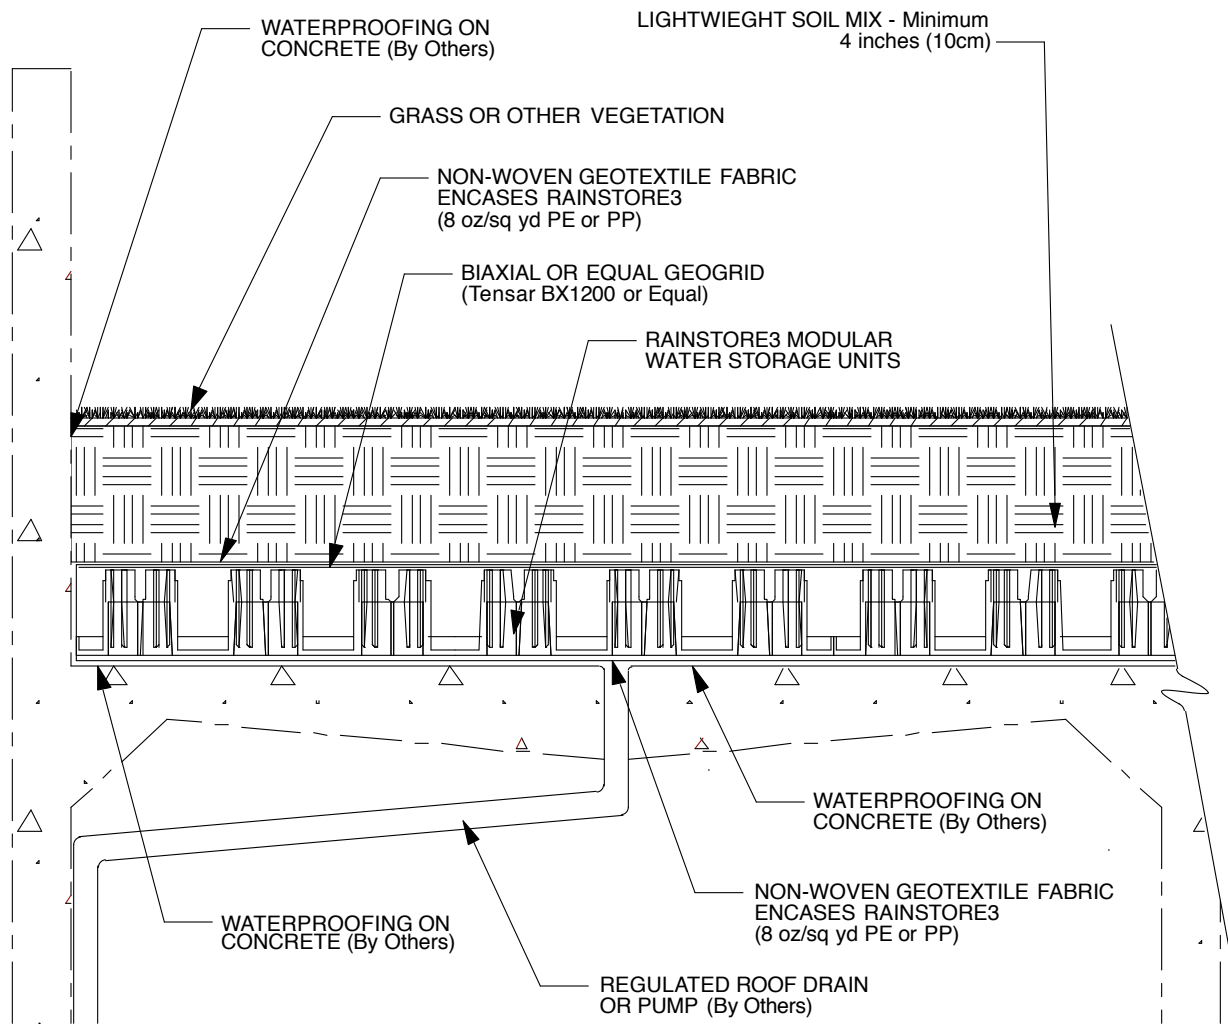 WATERPROOFING ON
CONCRETE (By Others)
LIGHTWIEGHT SOIL MIX - Minimum
4 inches (10cm)
GRASS OR OTHER VEGETATION
NON-WOVEN GEOTEXTILE FABRIC
ENCASES RAINSTORE3
(8 oz/sq yd PE or PP)
BIAXIAL OR EQUAL GEOGRID
(Tensar BX1200 or Equal)
RAINSTORE3 MODULAR
WATER STORAGE UNITS
WATERPROOFING ON
CONCRETE (By Others)
NON-WOVEN GEOTEXTILE FABRIC
ENCASES RAINSTORE3
(8 oz/sq yd PE or PP)
WATERPROOFING ON
CONCRETE (By Others)
REGULATED ROOF DRAIN
OR PUMP (By Others)